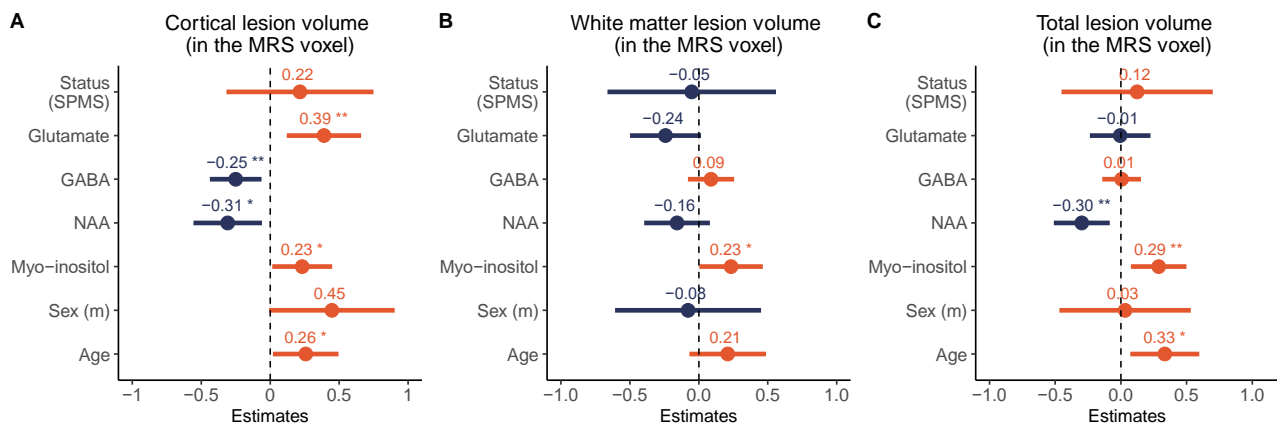 A
Cortical lesion volume
(in the MRS voxel)
Status
(SPMS)
Glutamate
GABA
NAA
Myo−inositol
Sex (m)
Age
0.22
0.39 **
−0.25 **
−0.31 *
0.23 *
0.45
0.26 *
−1.0
−0.5
0
0.5
1
Estimates
B
White matter lesion volume
(in the MRS voxel)
Status
(SPMS)
Glutamate
GABA
NAA
Myo−inositol
Sex (m)
Age
−0.05
−0.24
0.09
−0.16
0.23 *
−0.08
0.21
−1.0
−0.5
0.0
0.5
1.0
Estimates
C
Total lesion volume
(in the MRS voxel)
Status
(SPMS)
Glutamate
GABA
NAA
Myo−inositol
Sex (m)
Age
0.12
−0.01
0.01
−0.30 **
0.29 **
0.03
0.33 *
−1.0
−0.5
0.0
0.5
1.0
Estimates